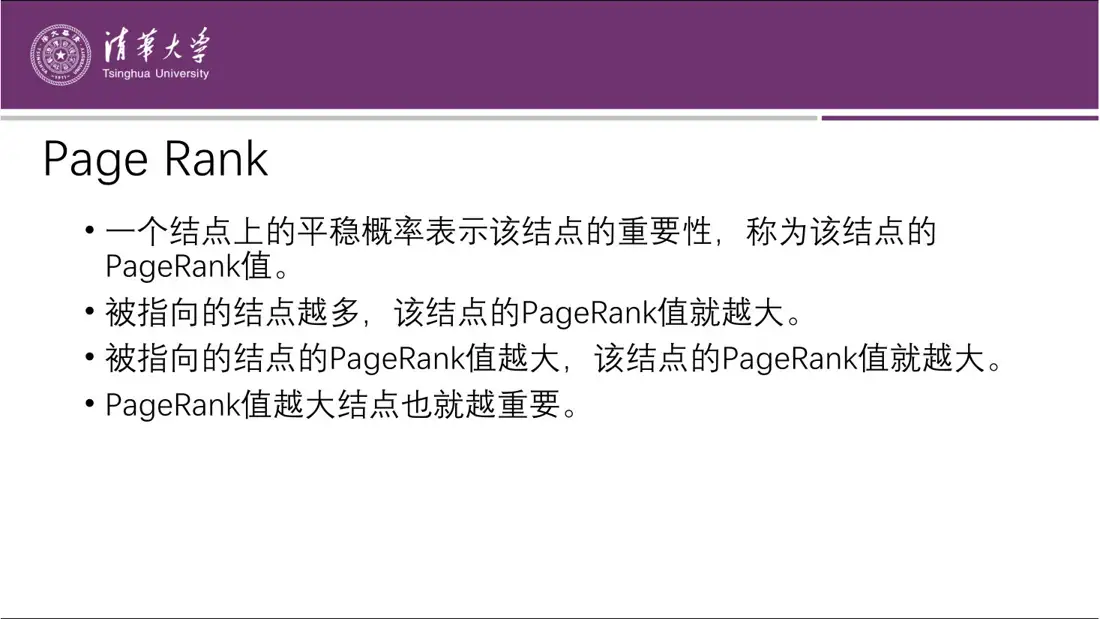 清华大学
Tsinghua University
Page Rank
• 一个结点上的平稳概率表示该结点的重要性，称为该结点的
PageRank值。
• 被指向的结点越多，该结点的PageRank值就越大。
• 被指向的结点的PageRank值越大，该结点的PageRank值就越大。
• PageRank值越大结点也就越重要。